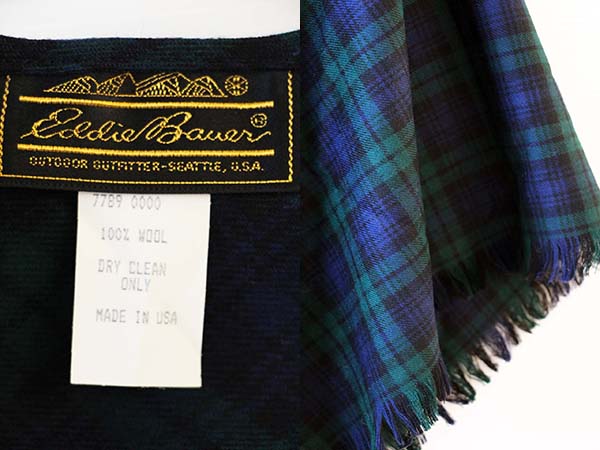 Eddie Bauer®
OUTDOOR OUTFITTER-SEATTLE, U.S.A.
7789 0000
100% WOOL
DRY CLEAN
ONLY
MADE IN USA